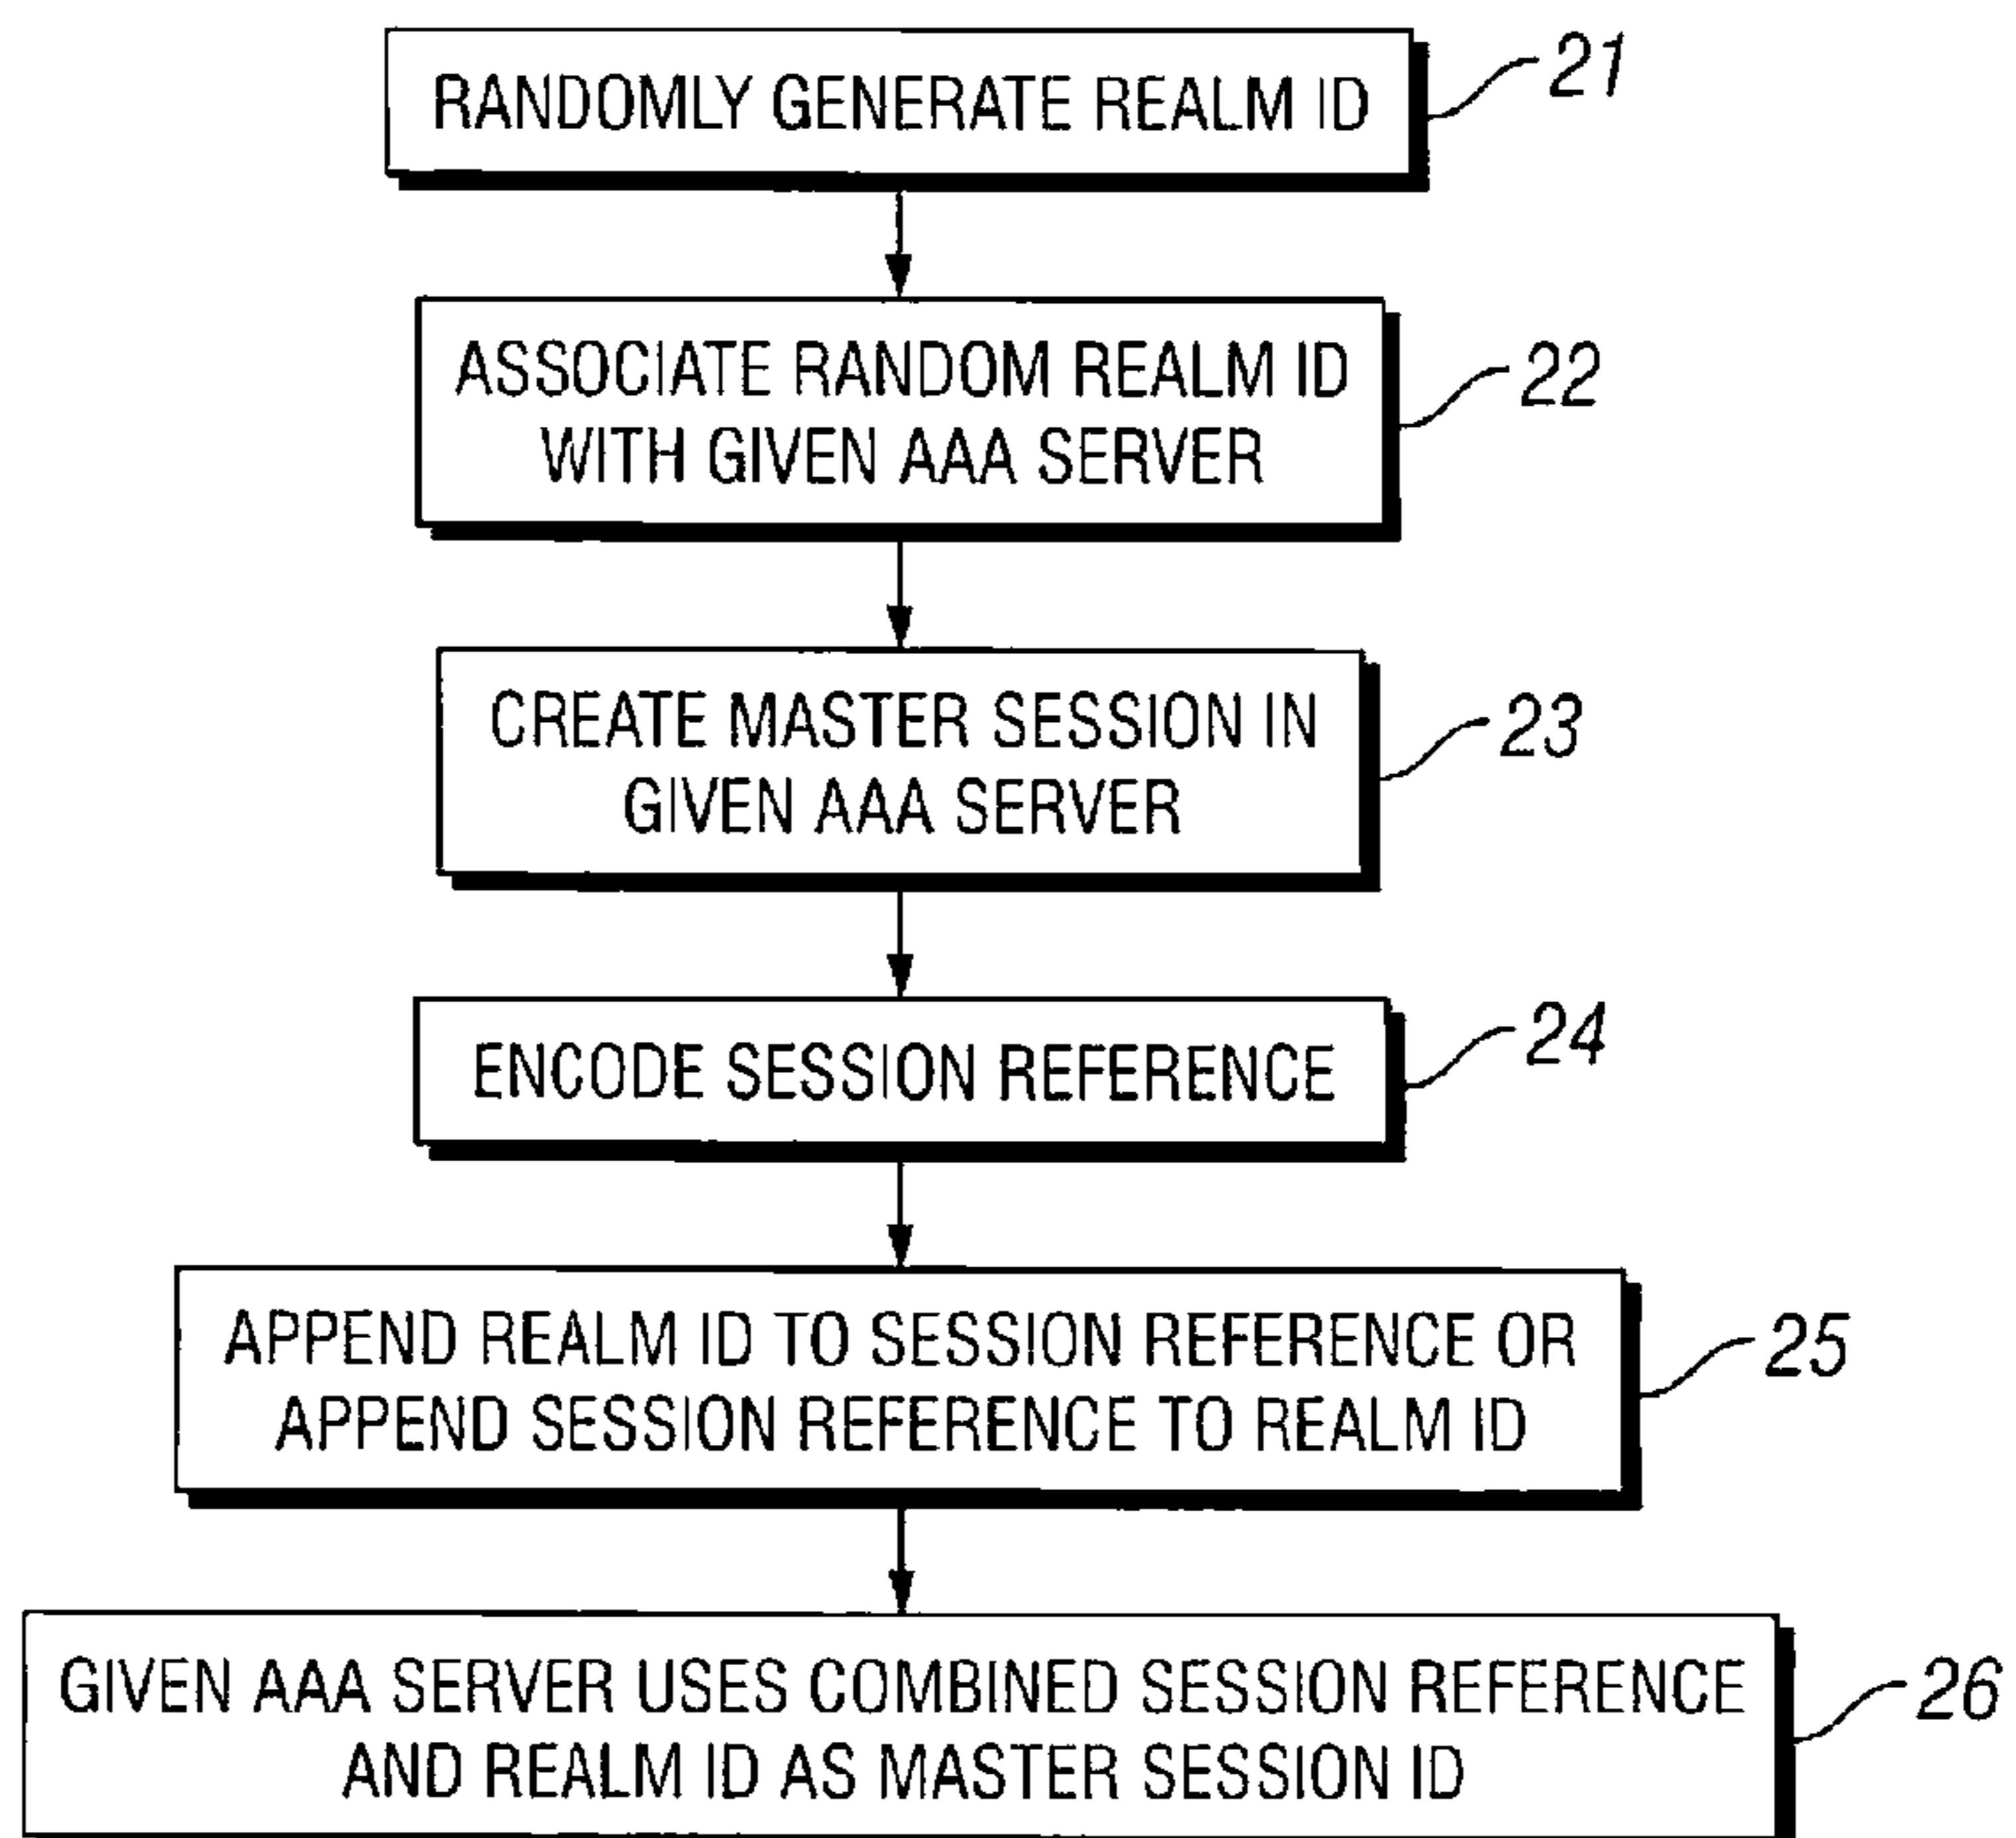 RANDOMLY GENERATE REALM ID
21
ASSOCIATE RANDOM REALM ID
WITH GIVEN AAA SERVER
22
CREATE MASTER SESSION IN
GIVEN AAA SERVER
23
ENCODE SESSION REFERENCE
24
APPEND REALM ID TO SESSION REFERENCE OR
APPEND SESSION REFERENCE TO REALM ID
25
GIVEN AAA SERVER USES COMBINED SESSION REFERENCE
AND REALM ID AS MASTER SESSION ID
26